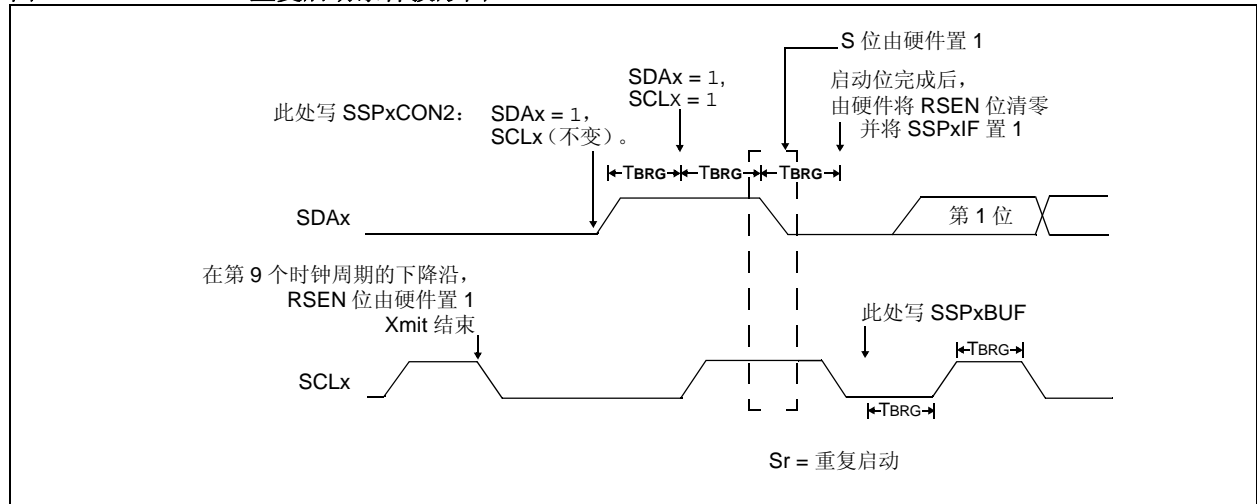 S 位由硬件置 1
SDAx = 1,
SCLx = 1
启动位完成后，
由硬件将 RSEN 位清零
并将 SSPxIF 置 1
此处写 SSPxCON2：
SDAx = 1，
SCLx（不变）。
TBRG
TBRG
TBRG
SDAx
第 1 位
在第 9 个时钟周期的下降沿，
RSEN 位由硬件置 1
Xmit 结束
此处写 SSPxBUF
TBRG
SCLx
TBRG
Sr = 重复启动